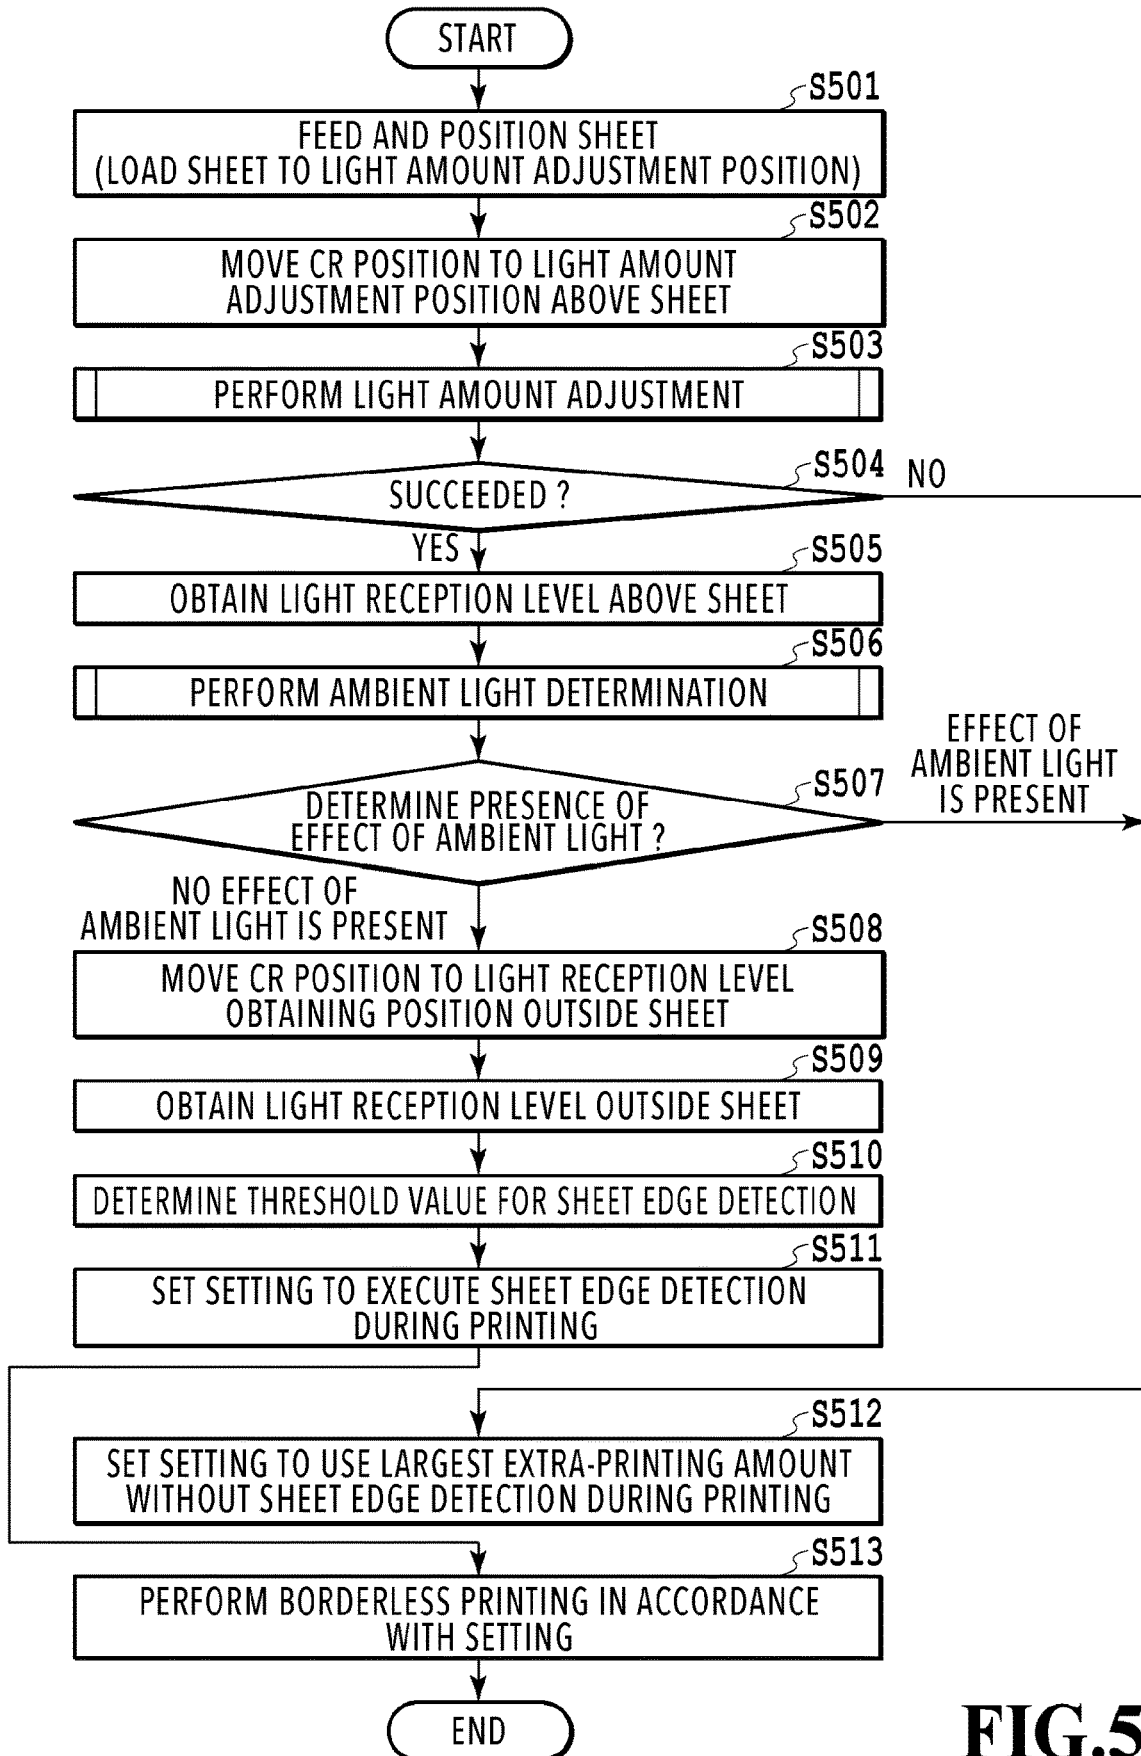 START
S501
FEED AND POSITION SHEET
(LOAD SHEET TO LIGHT AMOUNT ADJUSTMENT POSITION)
S502
MOVE CR POSITION TO LIGHT AMOUNT
ADJUSTMENT POSITION ABOVE SHEET
S503
PERFORM LIGHT AMOUNT ADJUSTMENT
S504
NO
SUCCEEDED ?
YES
S505
OBTAIN LIGHT RECEPTION LEVEL ABOVE SHEET
S506
PERFORM AMBIENT LIGHT DETERMINATION
EFFECT OF
AMBIENT LIGHT
IS PRESENT
S507
DETERMINE PRESENCE OF
EFFECT OF AMBIENT LIGHT ?
NO EFFECT OF
AMBIENT LIGHT IS PRESENT
S508
MOVE CR POSITION TO LIGHT RECEPTION LEVEL
OBTAINING POSITION OUTSIDE SHEET
S509
OBTAIN LIGHT RECEPTION LEVEL OUTSIDE SHEET
S510
DETERMINE THRESHOLD VALUE FOR SHEET EDGE DETECTION
S511
SET SETTING TO EXECUTE SHEET EDGE DETECTION
DURING PRINTING
S512
SET SETTING TO USE LARGEST EXTRA-PRINTING AMOUNT
WITHOUT SHEET EDGE DETECTION DURING PRINTING
S513
PERFORM BORDERLESS PRINTING IN ACCORDANCE
WITH SETTING
END
FIG.5